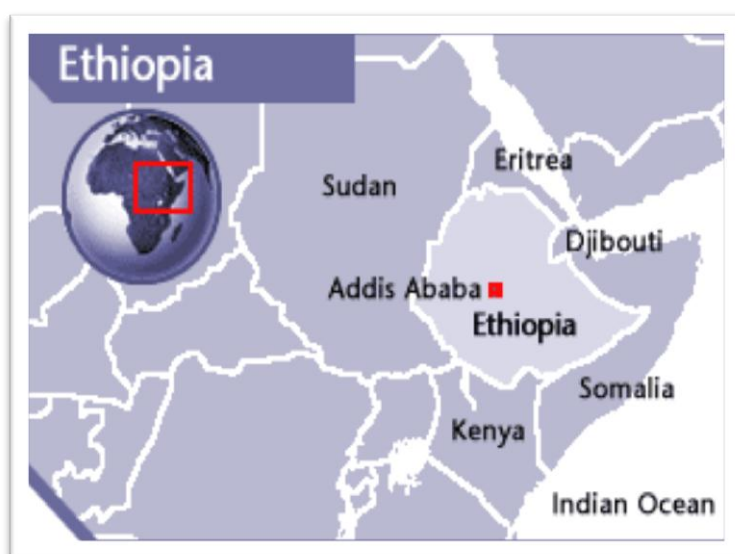 Ethiopia
Eritrea
Sudan
Djibouti
Addis Ababa
Ethiopia
Somalia
Kenya
Indian Ocean